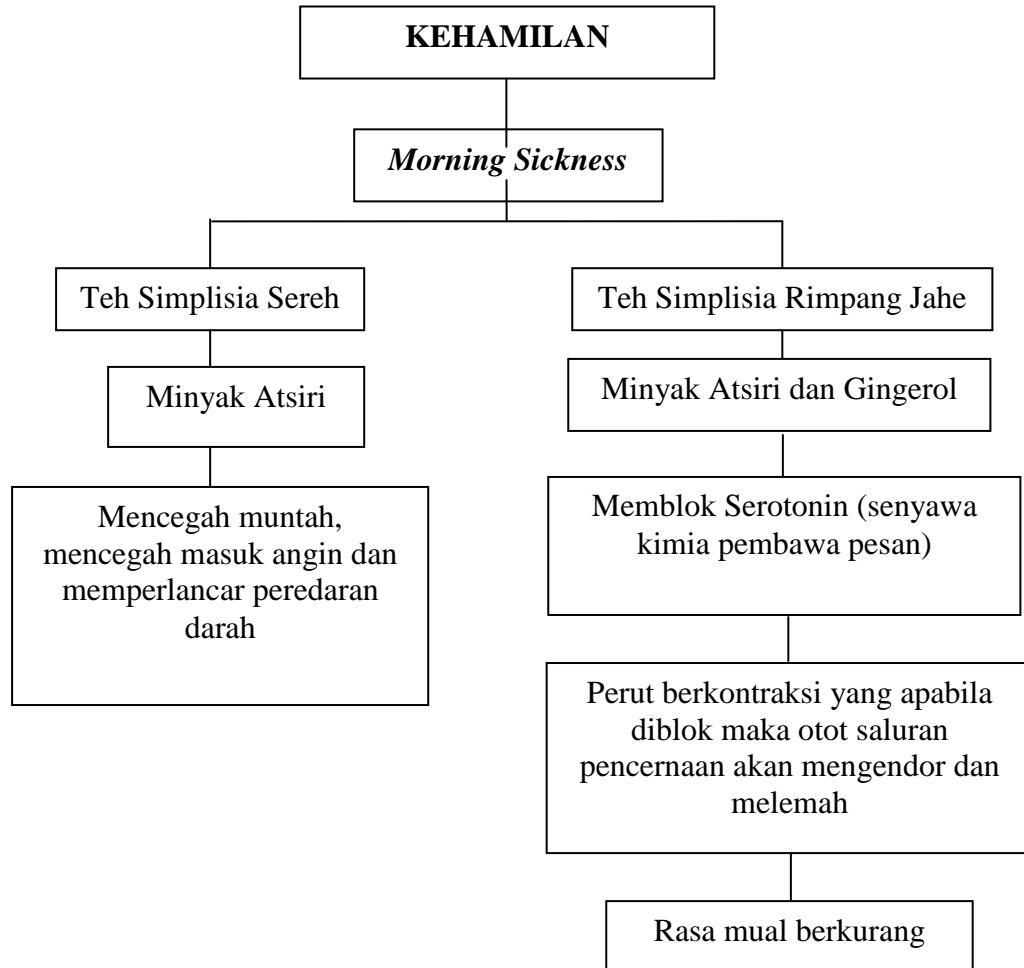 KEHAMILAN
Morning Sickness
Teh Simplisia Sereh
Minyak Atsiri
Mencegah muntah,
mencegah masuk angin dan
memperlancar peredaran
darah
Teh Simplisia Rimpang Jahe
Minyak Atsiri dan Gingerol
Memblok Serotonin (senyawa
kimia pembawa pesan)
Perut berkontraksi yang apabila
diblok maka otot saluran
pencernaan akan mengendor dan
melemah
Rasa mual berkurang